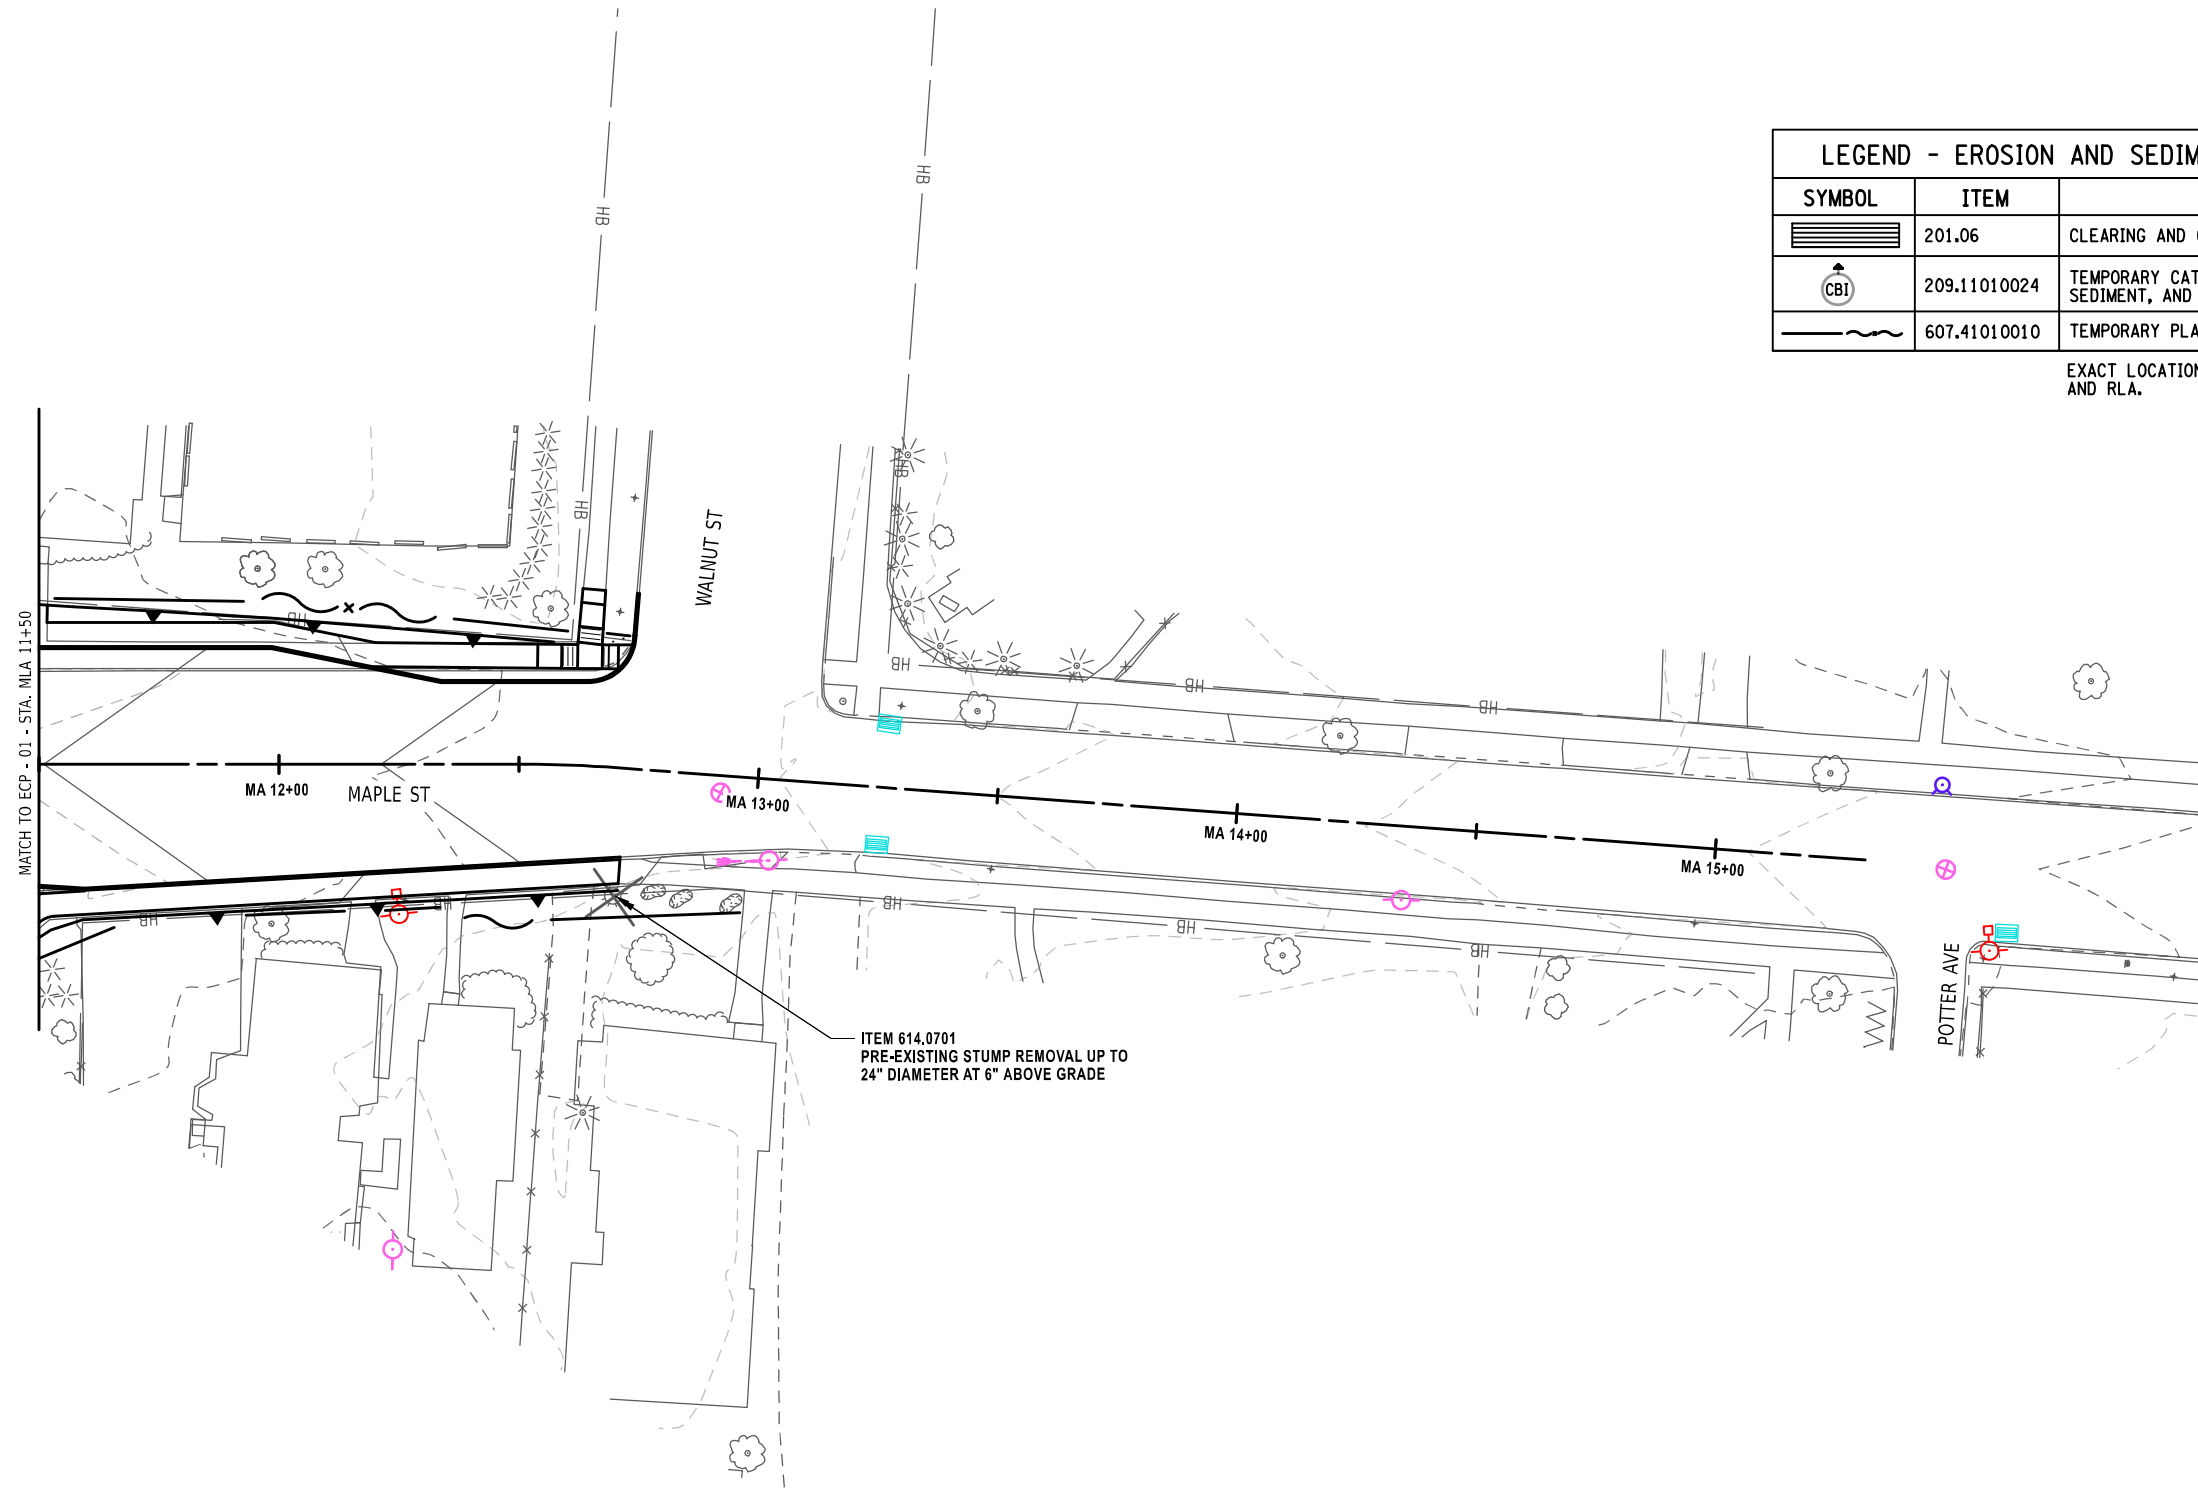 LEGEND - EROSION AND SEDIM
SYMBOL ITEM
201.06 CLEARING AND
CBI 209.11010024 TEMPORARY CAT
SEDIMENT, AND
607.41010010 TEMPORARY PLA
EXACT LOCATION
AND RLA.
HB
HB
HB
HB
HB
WALNUT ST
MATCH TO ECP - 01 - STA. MLA 11+50
HB
HB
HB
MA 12+00
MAPLE ST
MA 13+00
MA 14+00
MA 15+00
HB
HB
HB
HB
HB
HB
POTTER AVE
ITEM 614.0701
PRE-EXISTING STUMP REMOVAL UP TO
24" DIAMETER AT 6" ABOVE GRADE